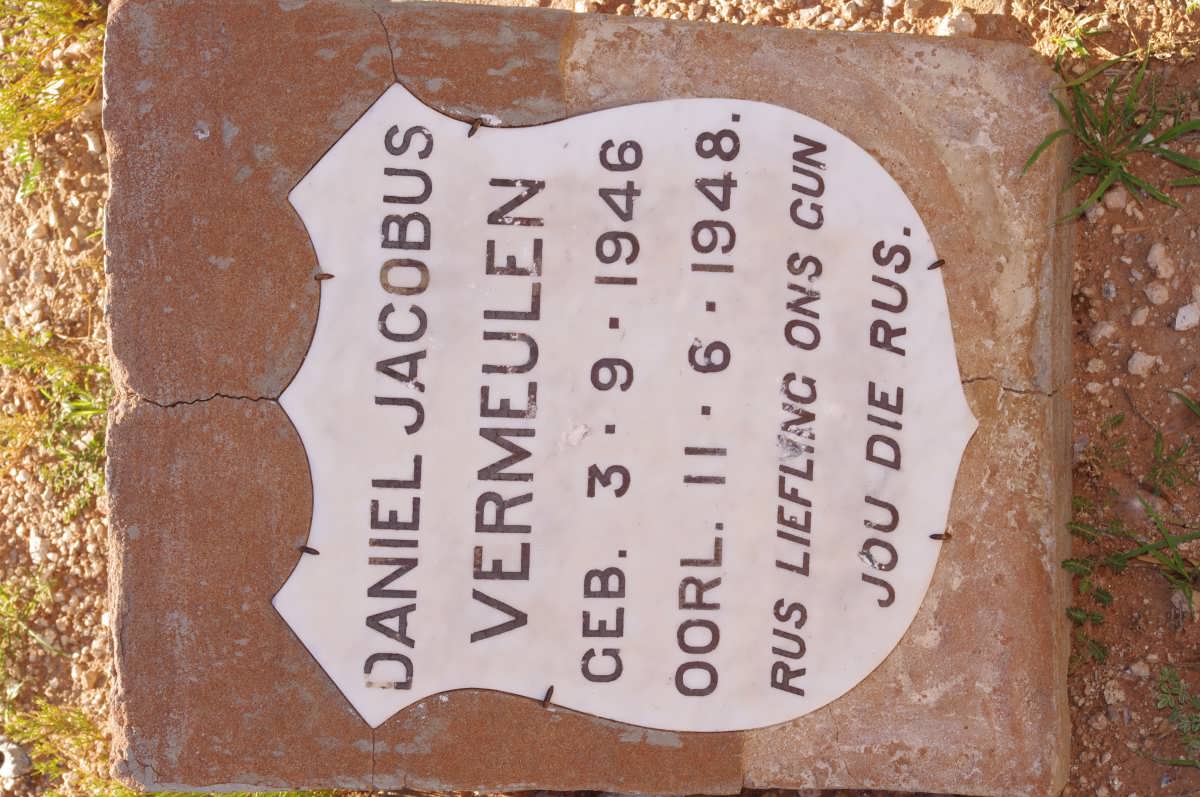 DANIEL JACOBUS
VERMEULEN
GEB. 3.9.1946
OORL. 11.6.1948.
RUS LIEFLING ONS GUN
JOU DIE RUS.